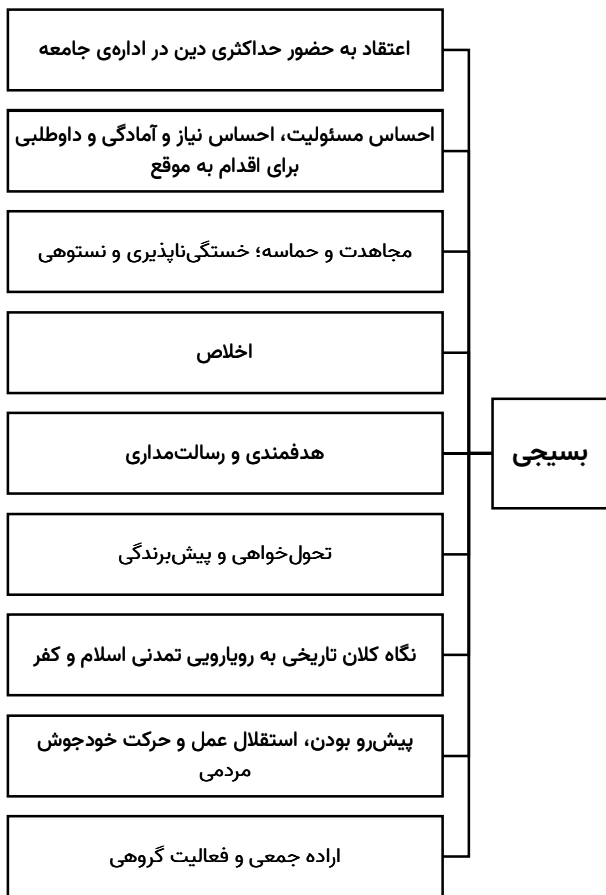 بسیجی
اعتقاد به حضور حداکثری دین در اداره‌ی جامعه
احساس مسئولیت، احساس نیاز و آمادگی و داوطلبی
برای اقدام به موقع
مجاهدت و حماسه؛ خستگی‌ناپذیری و نستوهی
اخلاص
هدفمندی و رسالت‌مداری
تحول‌خواهی و پیش‌برندگی
نگاه کلان تاریخی به رویارویی تمدنی اسلام و کفر
پیش‌رو بودن، استقلال عمل و حرکت خودجوش
مردمی
اراده جمعی و فعالیت گروهی